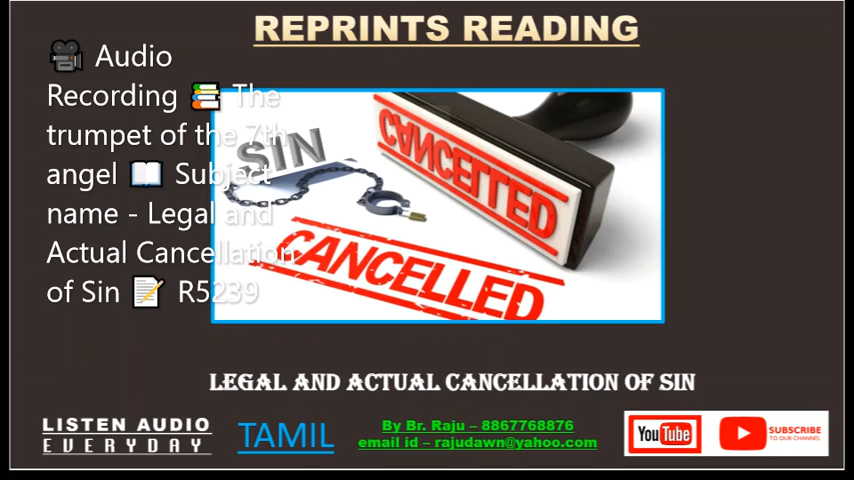 REPRINTS READING
🎥 Audio
Recording 📚 The
trumpet of the 7th
angel 📖 Subject
name - Legal and
Actual Cancellation
of Sin 📝 R5239
SIN
CANCELLED
CANCELLED
LEGAL AND ACTUAL CANCELLATION OF SIN
LISTEN AUDIO
EVERYDAY
TAMIL
By Br. Raju – 8867768876
email id – rajudawn@yahoo.com
YouTube
SUBSCRIBE
TO OUR CHANNEL